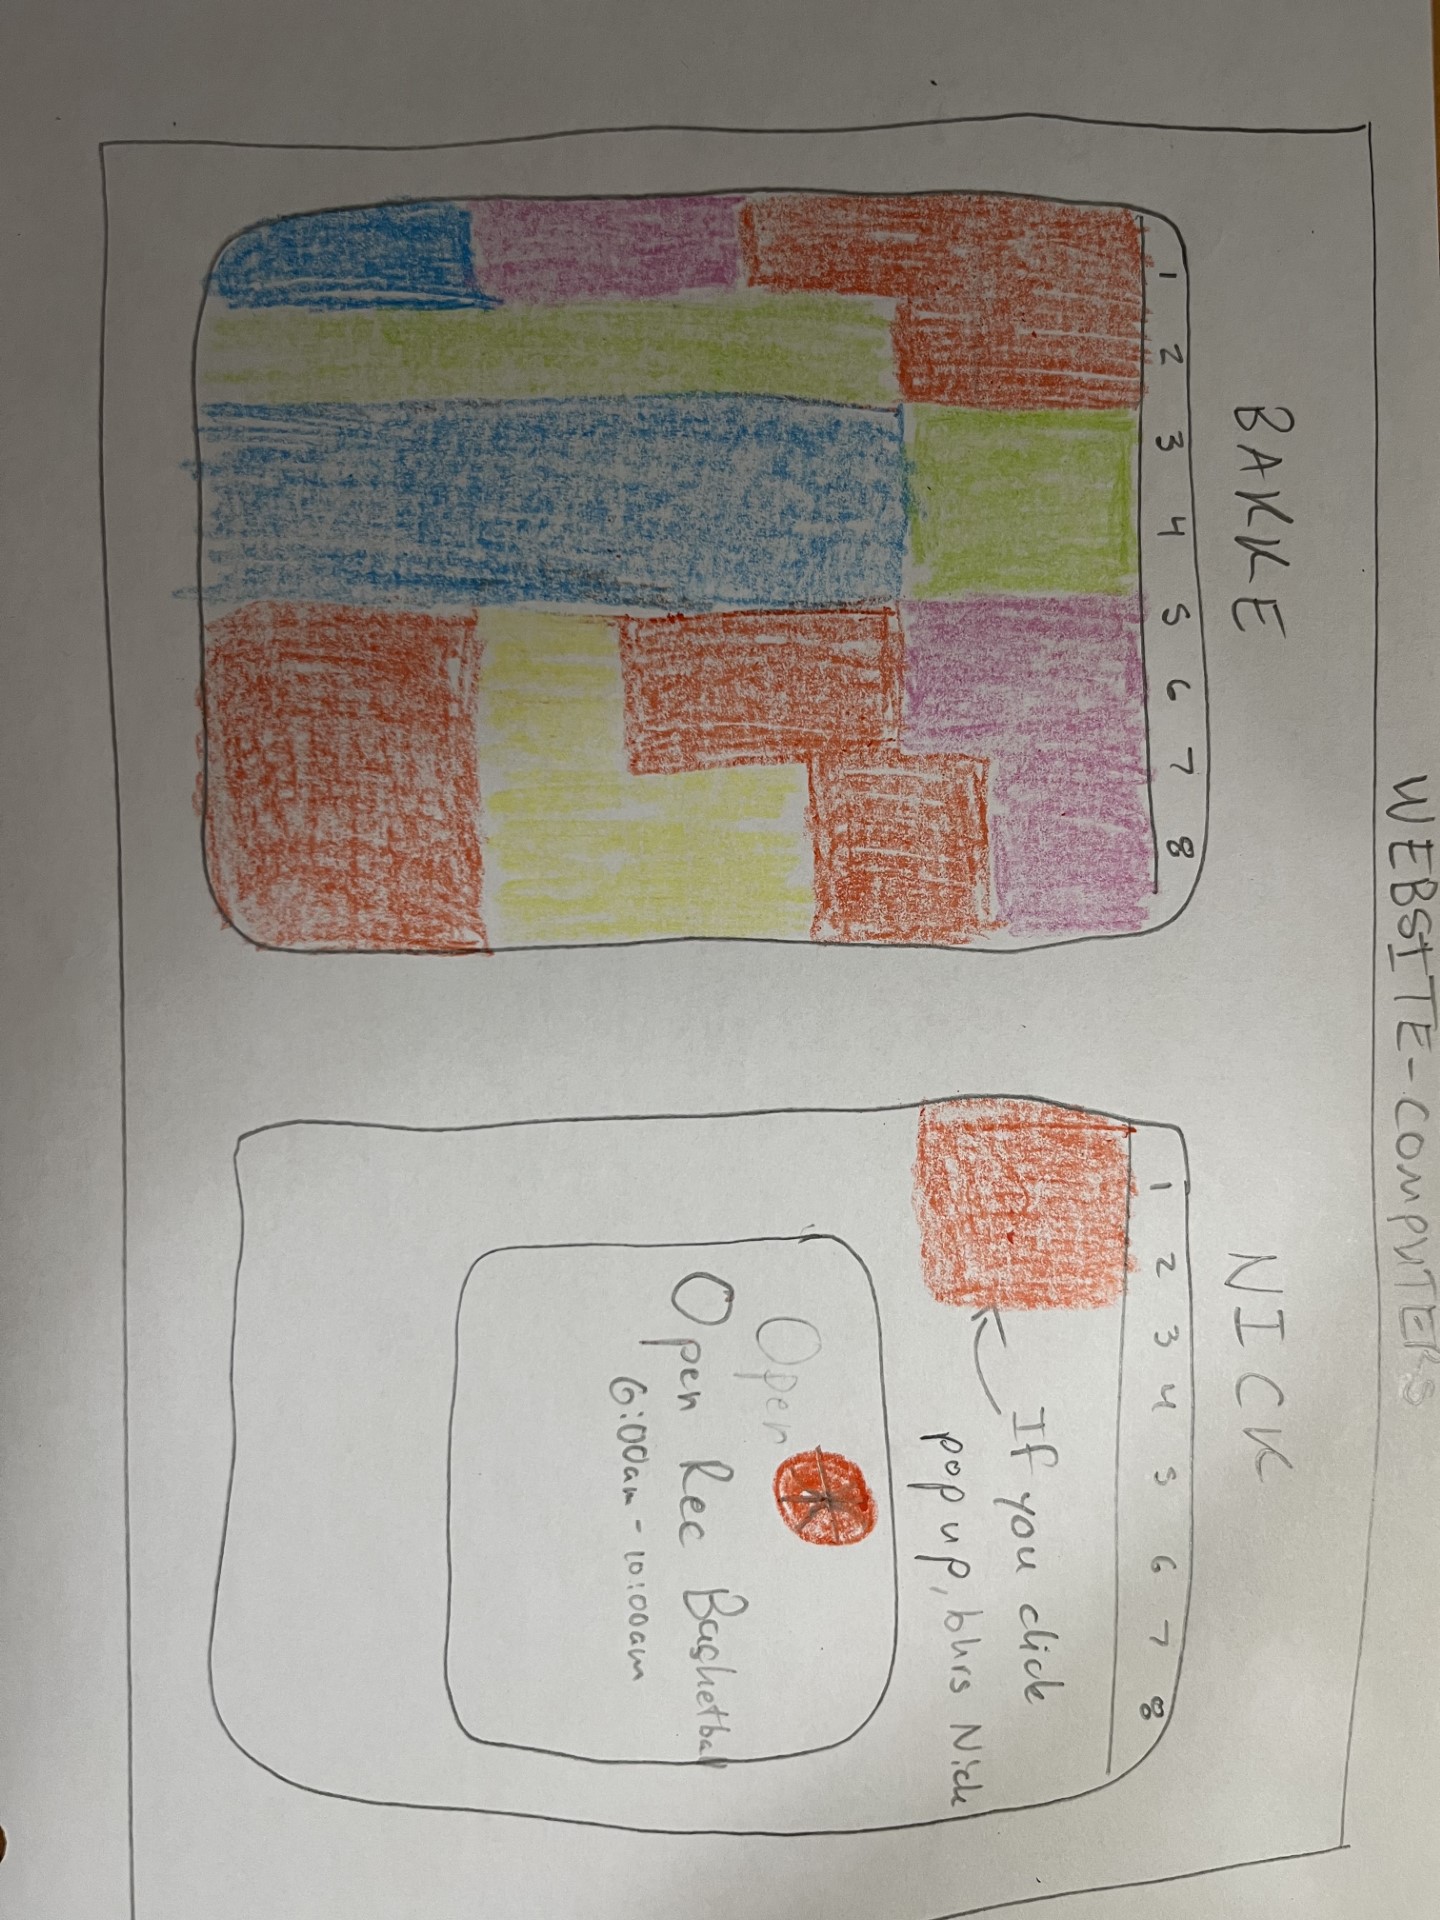 WEBSITE-COMPUTERS
BAKKE
1 2 3 4 5 6 7 8
NICK
1 2 3 4 5 6 7 8
If you click
pop up, blurs Nick
Open
Open Rec Basketball
6:00am - 10:00am